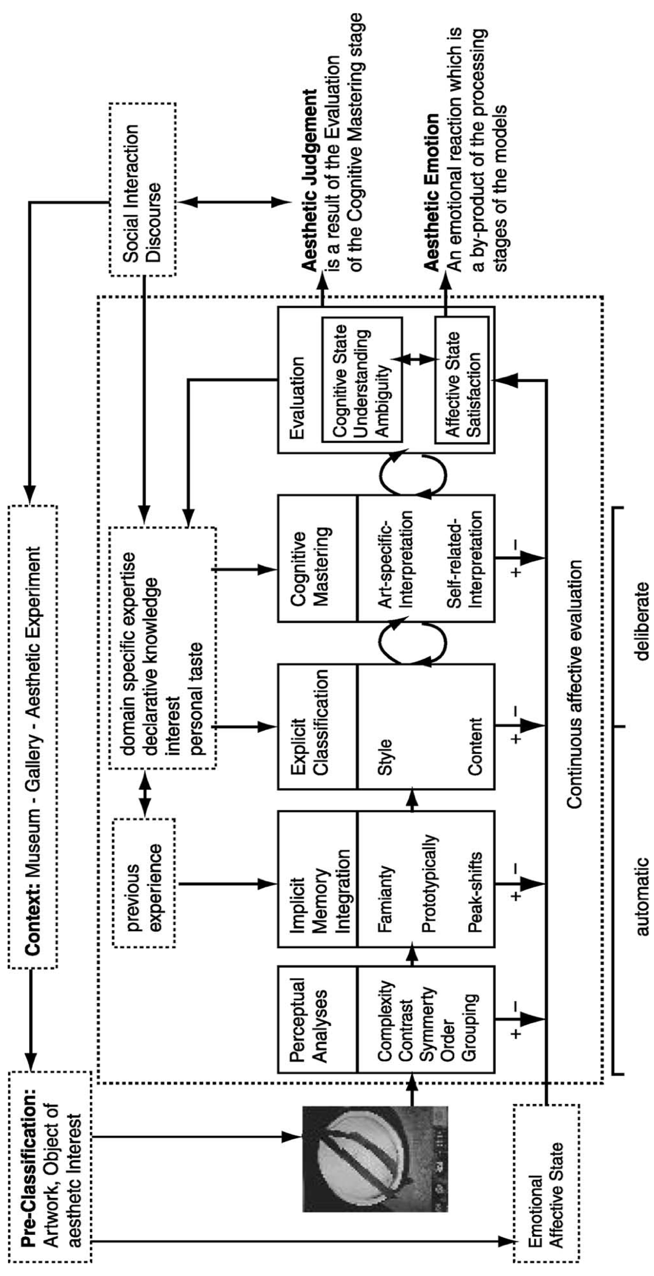 Pre-Classification:
Artwork, Object of
aesthetc Interest
Context: Museum - Gallery - Aesthetic Experiment
Social Interaction
Discourse
previous
experience
domain specific expertise
declarative knowledge
interest
personal taste
Perceptual
Analyses
Complexity
Contrast
Symmerty
Order
Grouping
Implicit
Memory
Integration
Famianty
Prototypically
Peak-shifts
Explicit
Classification
Style
Content
Cognitive
Mastering
Art-specific-
Interpretation
Self-related-
Interpretation
Evaluation
Cognitive State
Understanding
Ambiguity
Affective State
Satisfaction
Aesthetic Judgement
is a result of the Evaluation
of the Cognitive Mastering stage
Aesthetic Emotion
An emotional reaction which is
a by-product of the processing
stages of the models
+ –
+ –
+ –
+ –
Emotional
Affective State
Continuous affective evaluation
automatic
deliberate